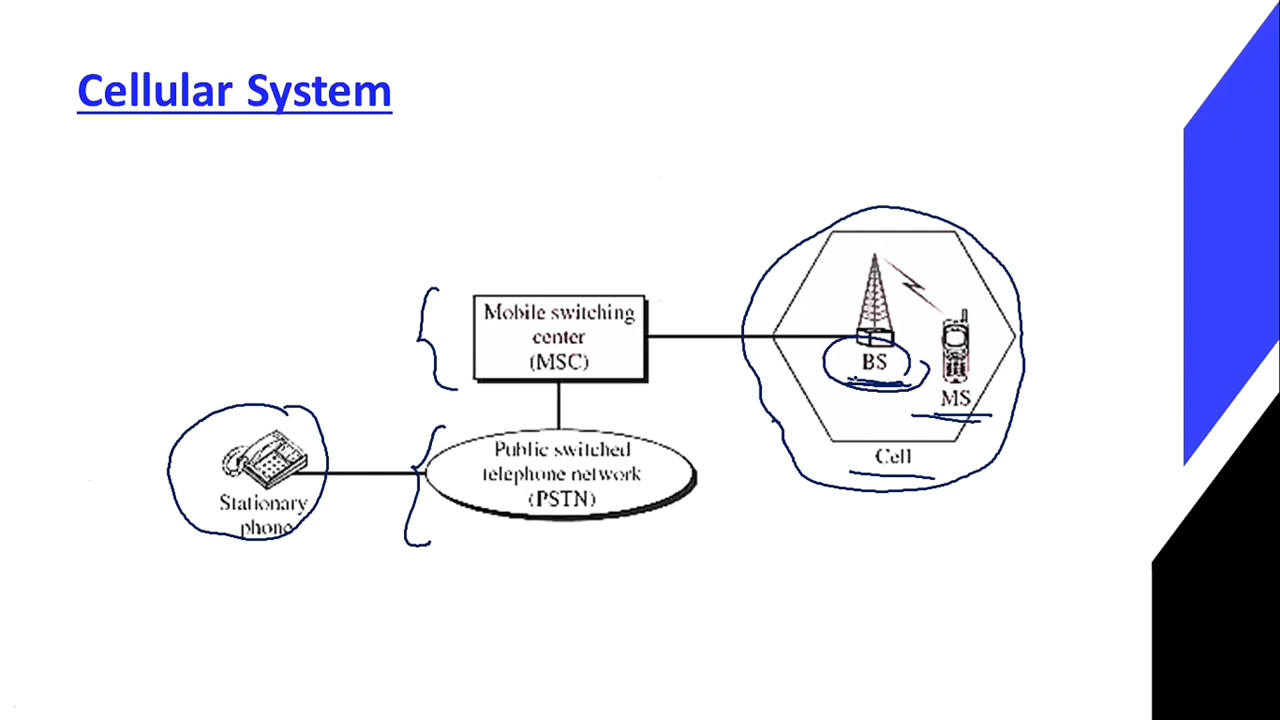 Cellular System
Mobile switching
center
(MSC)
BS
MS
Cell
Public switched
telephone network
(PSTN)
Stationary
phone